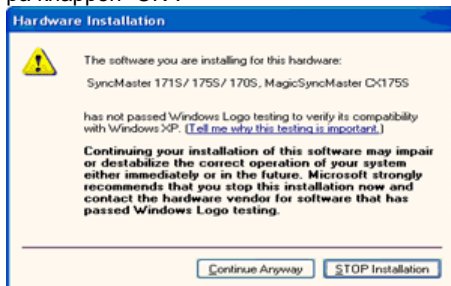 på knappen "OK".
Hardware Installation
The software you are installing for this hardware:
SyncMaster 171S/ 175S/ 170S, MagicSyncMaster CX175S
has not passed Windows Logo testing to verify its compatibility
with Windows XP. (Tell me why this testing is important.)
Continuing your installation of this software may impair
or destabilize the correct operation of your system
either immediately or in the future. Microsoft strongly
recommends that you stop this installation now and
contact the hardware vendor for software that has
passed Windows Logo testing.
Continue Anyway STOP Installation